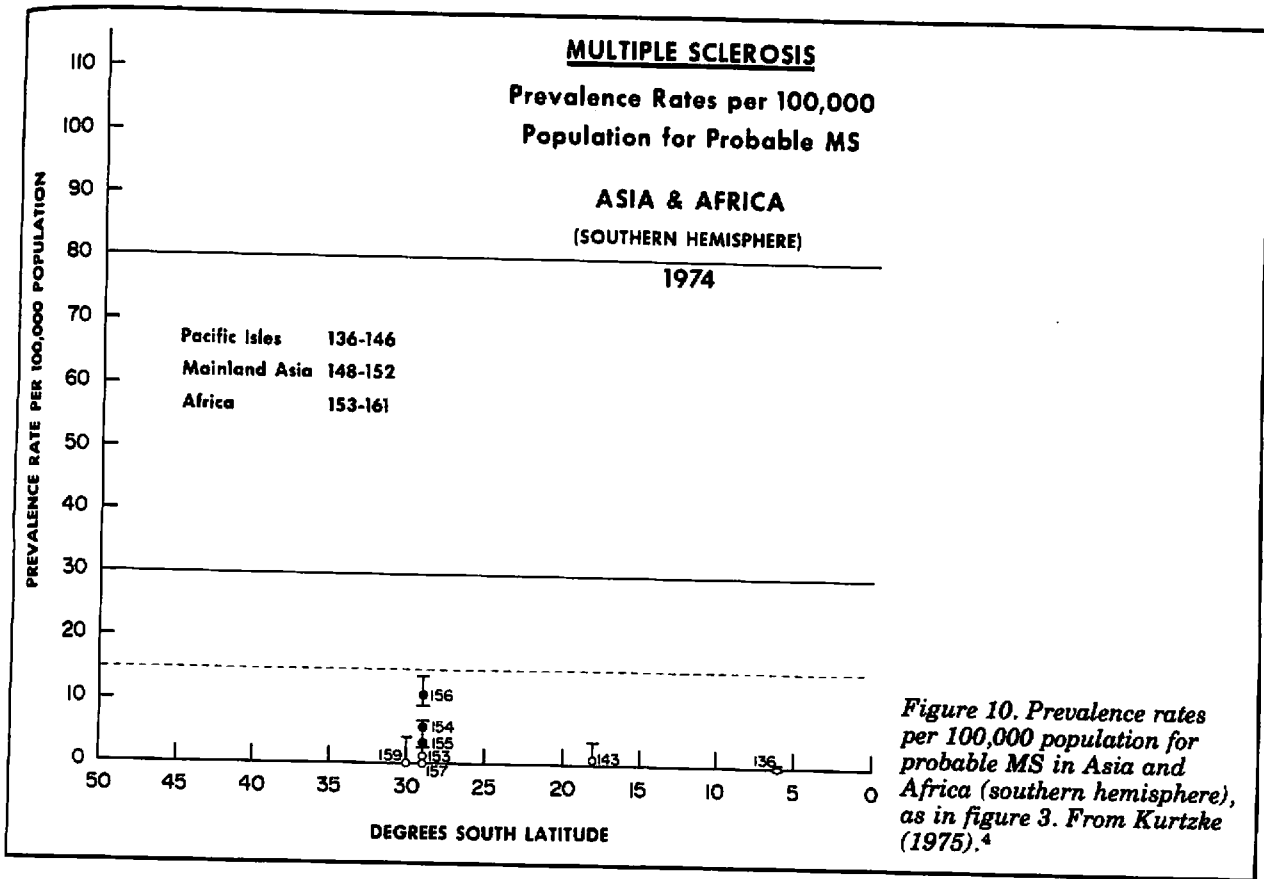 MULTIPLE SCLEROSIS
Prevalence Rates per 100,000
Population for Probable MS
ASIA & AFRICA
(SOUTHERN HEMISPHERE)
1974
PREVALENCE RATE PER 100,000 POPULATION
110
100
90
80
70
60
50
40
30
20
10
0
Pacific Isles 136-146
Mainland Asia 148-152
Africa 153-161
156
154
155
159
153
157
143
136
50 45 40 35 30 25 20 15 10 5 0
DEGREES SOUTH LATITUDE
Figure 10. Prevalence rates
per 100,000 population for
probable MS in Asia and
Africa (southern hemisphere),
as in figure 3. From Kurtzke
(1975).⁴